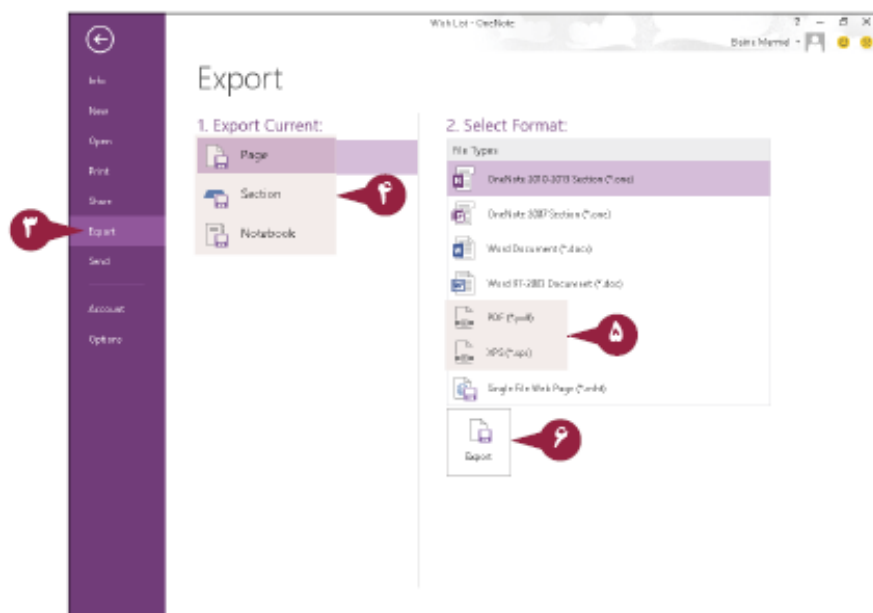 Wish List - OneNote
?
Elaine Marmel
Export
Info
New
Open
Print
Share
Export
Send
Account
Options
1. Export Current:
Page
Section
Notebook
2. Select Format:
File Types
OneNote 2010-2013 Section (*.one)
OneNote 2007 Section (*.one)
Word Document (*.docx)
Word 97-2003 Document (*.doc)
PDF (*.pdf)
XPS (*.xps)
Single File Web Page (*.mht)
Export
۳
۴
۵
۶